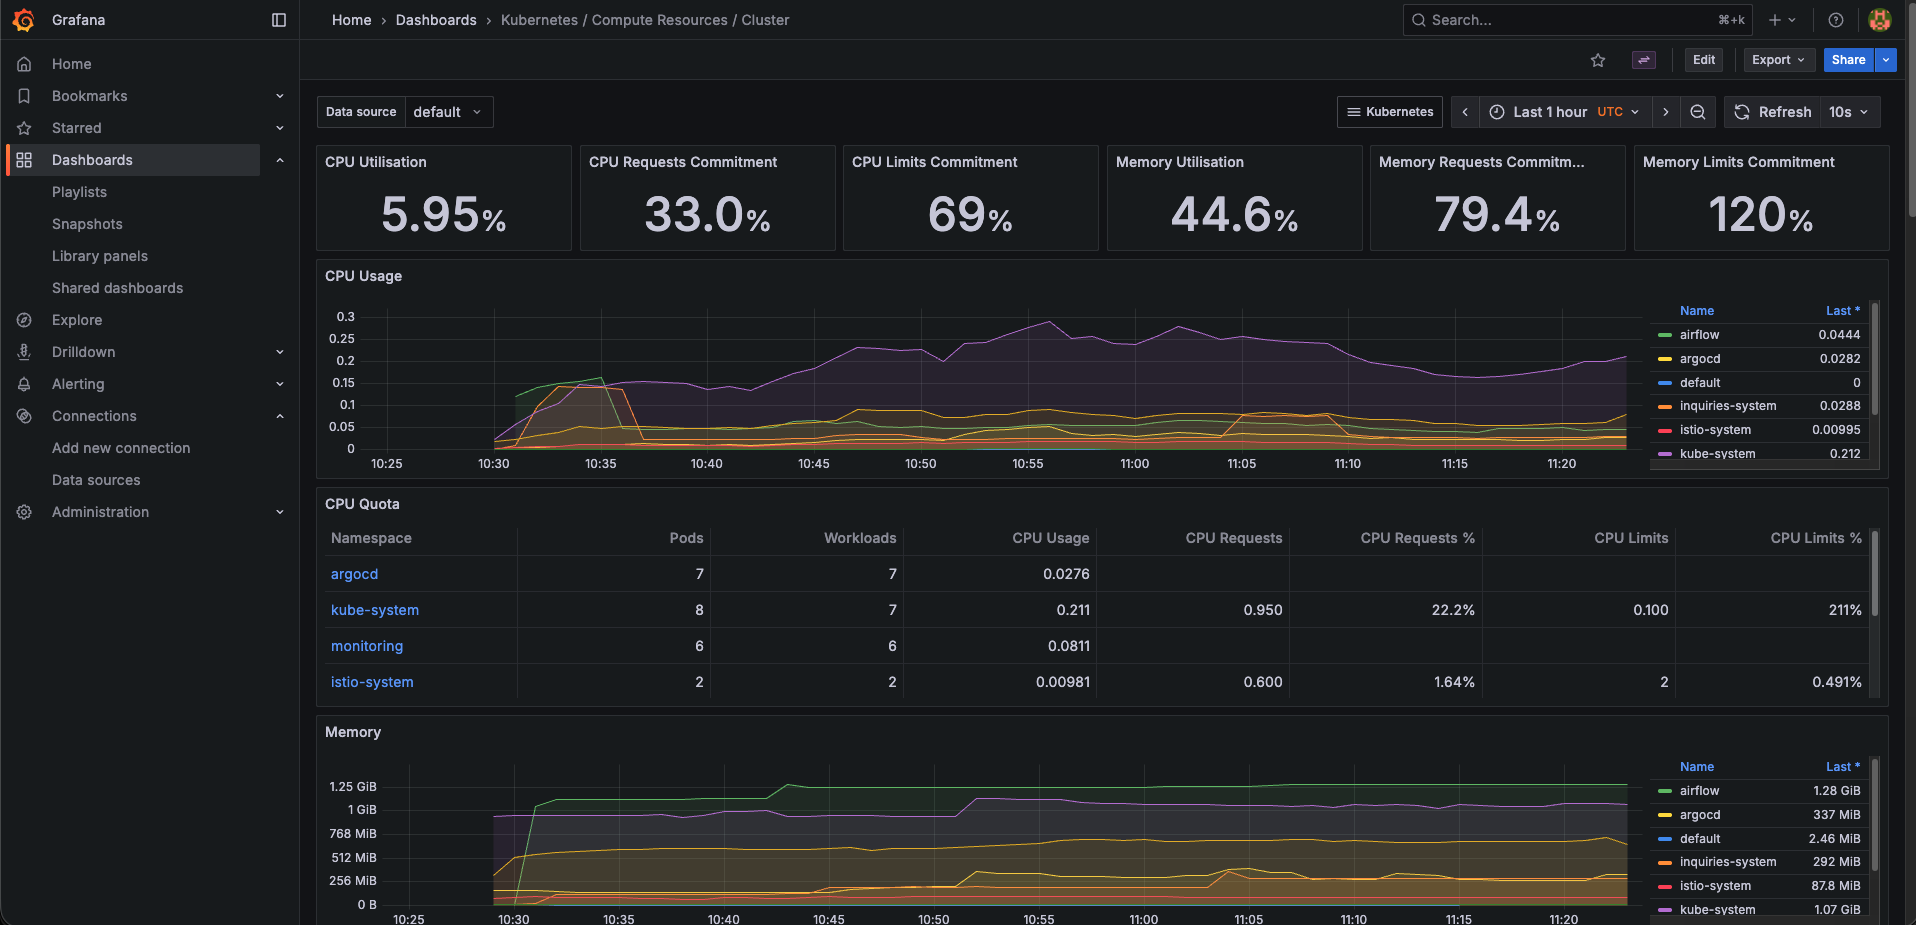 Grafana
Home › Dashboards › Kubernetes / Compute Resources / Cluster
Search... ⌘+k
Home
Bookmarks
Starred
Dashboards
Playlists
Snapshots
Library panels
Shared dashboards
Explore
Drilldown
Alerting
Connections
Add new connection
Data sources
Administration
Edit
Export
Share
Data source default
Kubernetes
Last 1 hour UTC
Refresh 10s
CPU Utilisation
5.95%
CPU Requests Commitment
33.0%
CPU Limits Commitment
69%
Memory Utilisation
44.6%
Memory Requests Commitm...
79.4%
Memory Limits Commitment
120%
CPU Usage
0.3
0.25
0.2
0.15
0.1
0.05
0
10:25 10:30 10:35 10:40 10:45 10:50 10:55 11:00 11:05 11:10 11:15 11:20
Name Last *
airflow 0.0444
argocd 0.0282
default 0
inquiries-system 0.0288
istio-system 0.00995
kube-system 0.212
CPU Quota
Namespace Pods Workloads CPU Usage CPU Requests CPU Requests % CPU Limits CPU Limits %
argocd 7 7 0.0276
kube-system 8 7 0.211 0.950 22.2% 0.100 211%
monitoring 6 6 0.0811
istio-system 2 2 0.00981 0.600 1.64% 2 0.491%
Memory
1.25 GiB
1 GiB
768 MiB
512 MiB
256 MiB
0 B
10:25 10:30 10:35 10:40 10:45 10:50 10:55 11:00 11:05 11:10 11:15 11:20
Name Last *
airflow 1.28 GiB
argocd 337 MiB
default 2.46 MiB
inquiries-system 292 MiB
istio-system 87.8 MiB
kube-system 1.07 GiB